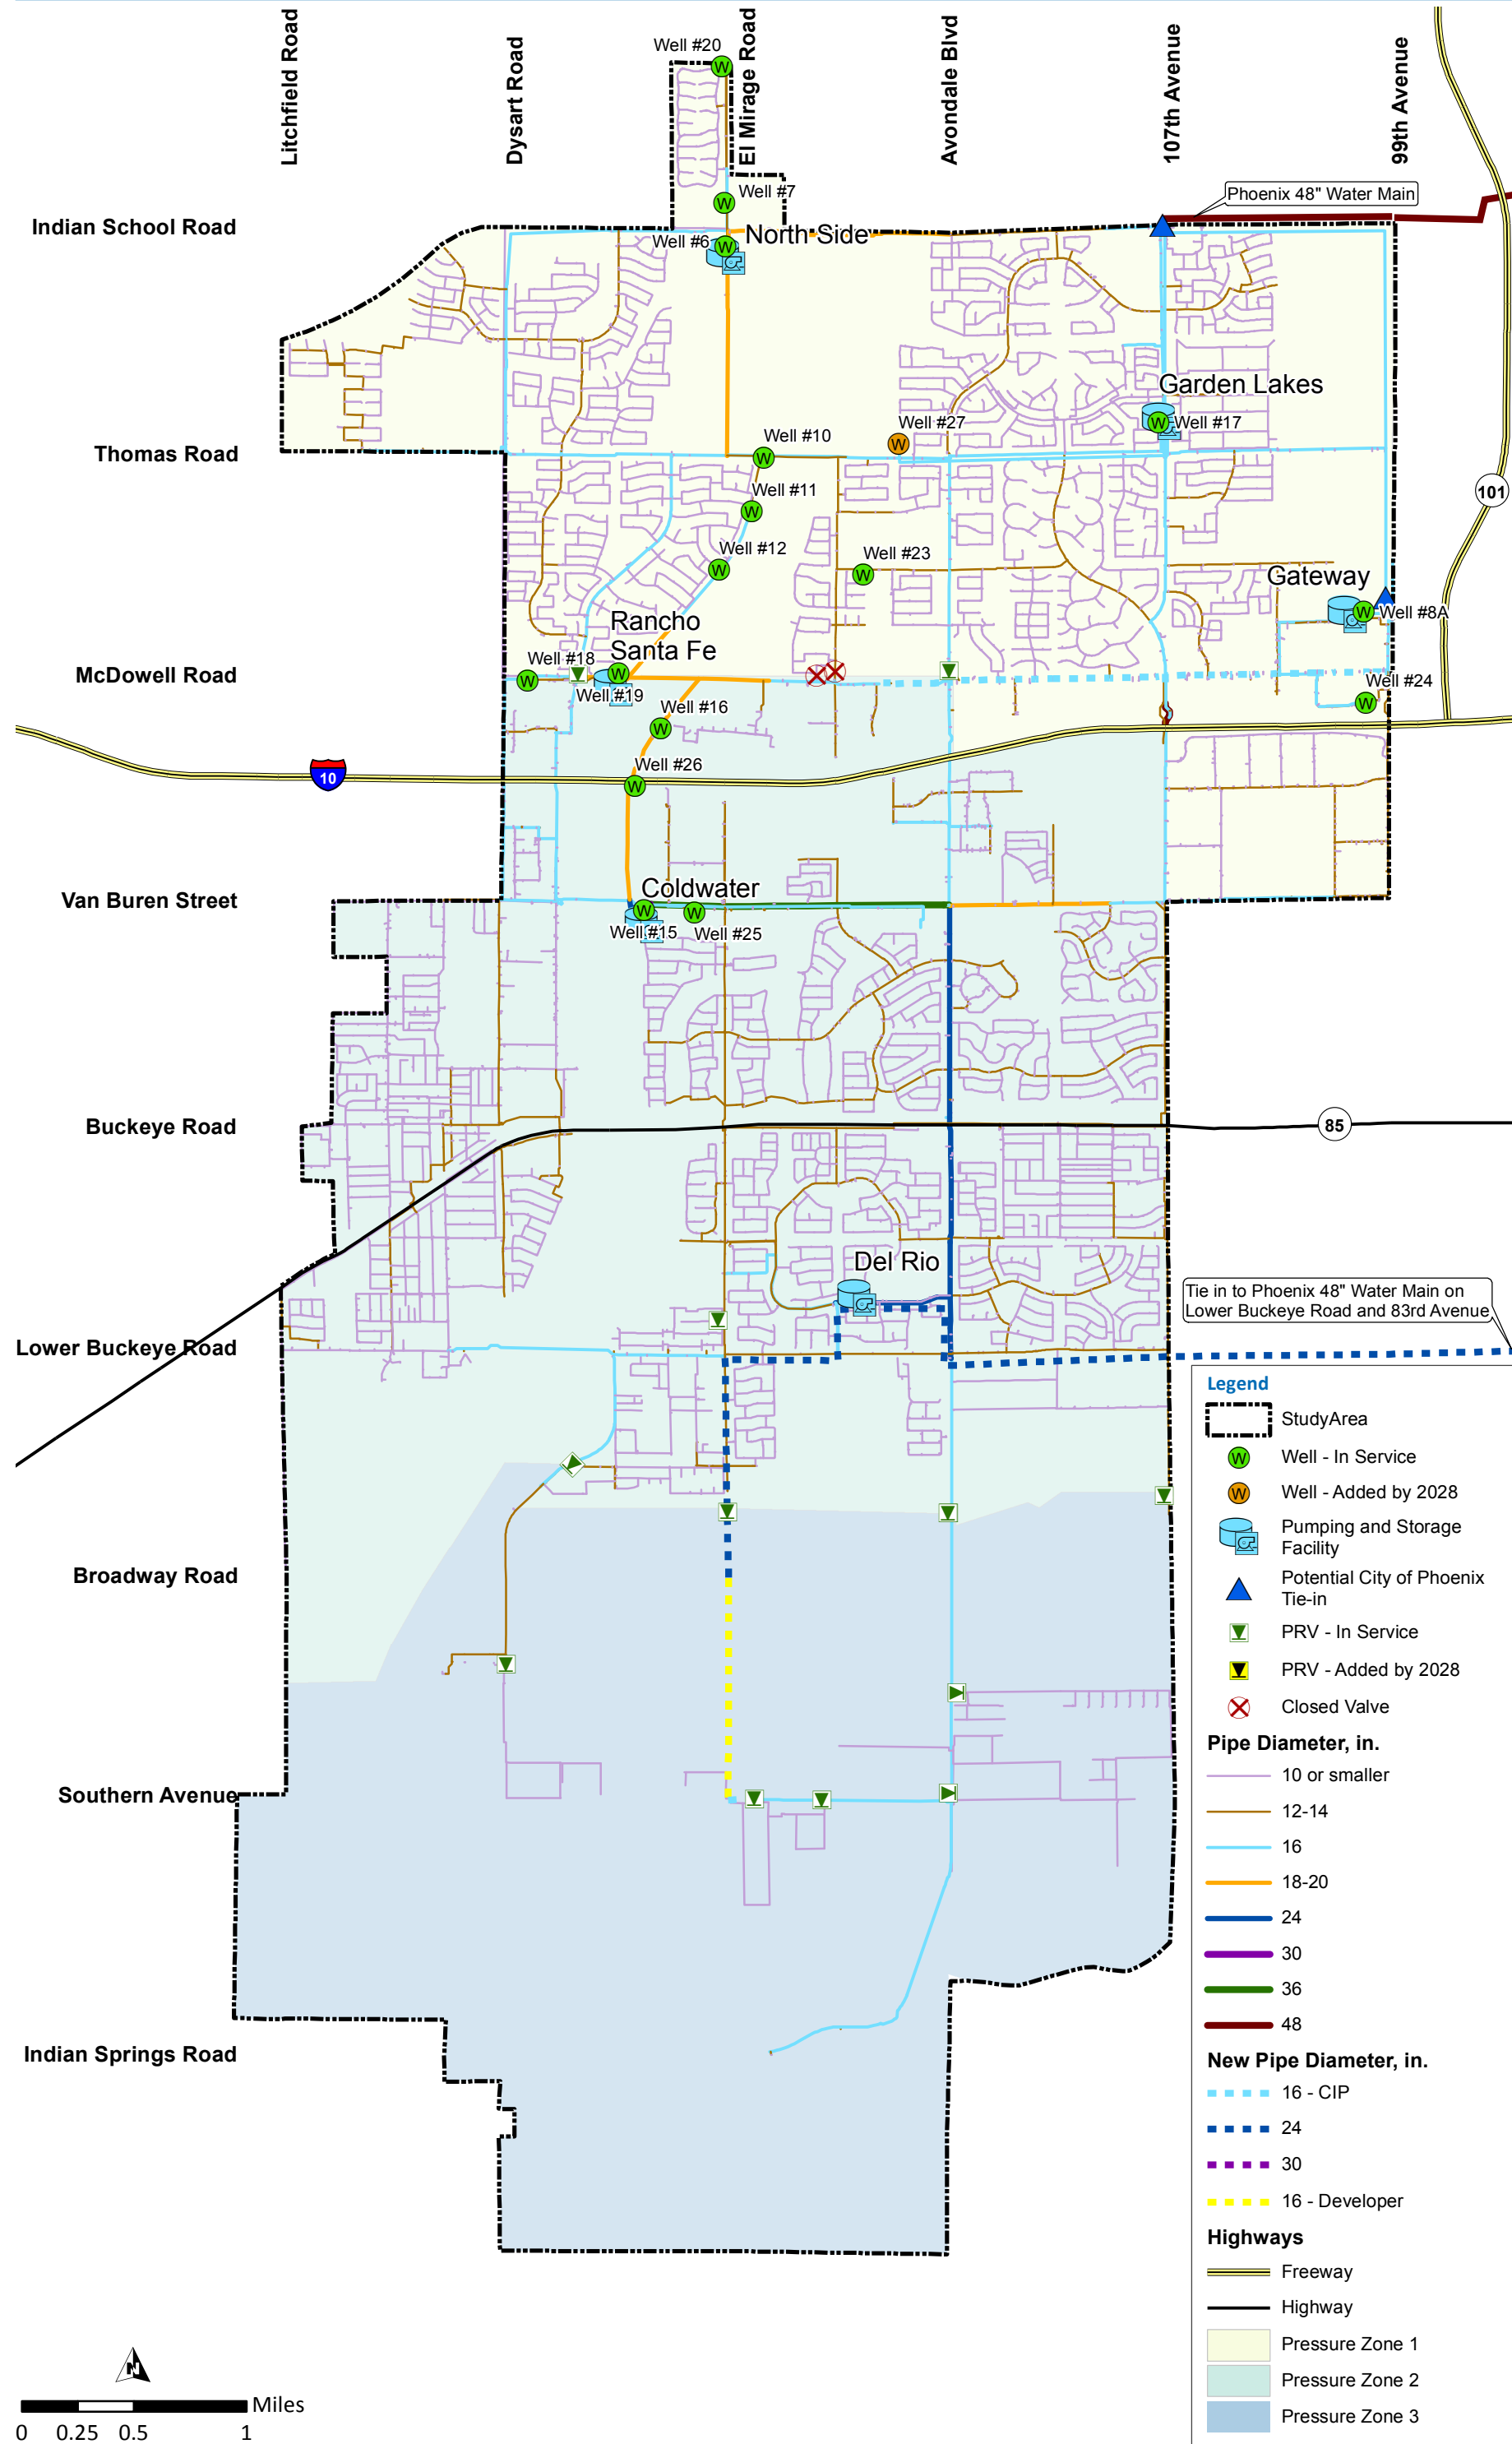 Litchfield Road
Dysart Road
El Mirage Road
Avondale Blvd
107th Avenue
99th Avenue
Well #20
Well #7
Phoenix 48" Water Main
Indian School Road
Well #6
North Side
Garden Lakes
Well #27
Well #17
Thomas Road
Well #10
101
Well #11
Well #12
Well #23
Gateway
Well #8A
Rancho
Santa Fe
Well #18
McDowell Road
Well #19
Well #24
Well #16
Well #26
10
Van Buren Street
Coldwater
Well #15
Well #25
Buckeye Road
85
Del Rio
Tie in to Phoenix 48" Water Main on
Lower Buckeye Road and 83rd Avenue
Lower Buckeye Road
Broadway Road
Southern Avenue
Indian Springs Road
Legend
StudyArea
W Well - In Service
W Well - Added by 2028
Pumping and Storage
Facility
Potential City of Phoenix
Tie-in
PRV - In Service
PRV - Added by 2028
Closed Valve
Pipe Diameter, in.
10 or smaller
12-14
16
18-20
24
30
36
48
New Pipe Diameter, in.
16 - CIP
24
30
16 - Developer
Highways
Freeway
Highway
Pressure Zone 1
Pressure Zone 2
Pressure Zone 3
N
Miles
0 0.25 0.5 1